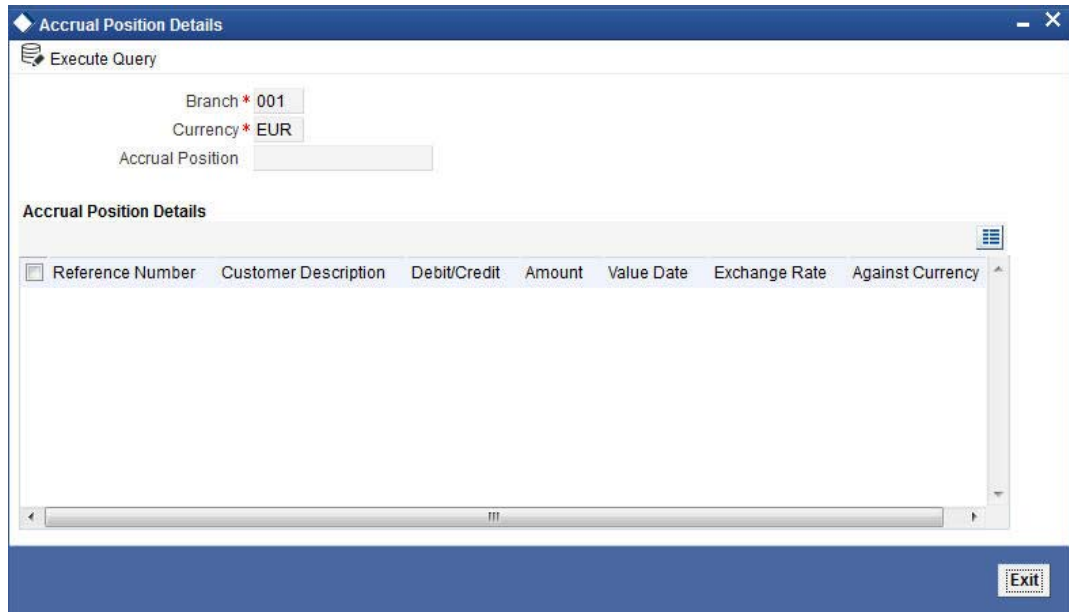 Accrual Position Details
Execute Query
Branch * 001
Currency * EUR
Accrual Position
Accrual Position Details
Reference Number Customer Description Debit/Credit Amount Value Date Exchange Rate Against Currency
Exit